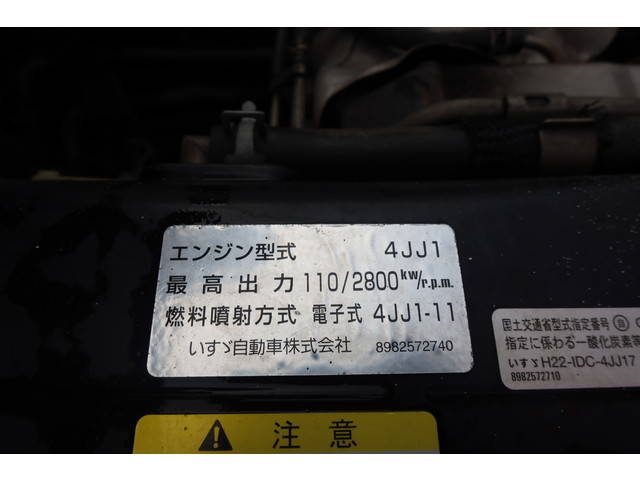 エンジン型式 4JJ1
最高出力 110/2800 kw/r.p.m.
燃料噴射方式 電子式 4JJ1-11
いすゞ自動車株式会社 8982572740
国土交通省型式指定番号
指定に係わる一酸化炭素等
いすゞH22-IDC-4JJ17
8982572710
注意